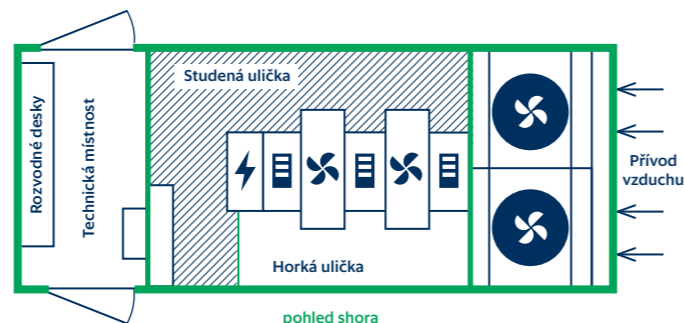 Rozvodné desky
Technická místnost
Studená ulička
Horká ulička
Přívod
vzduchu
pohled shora